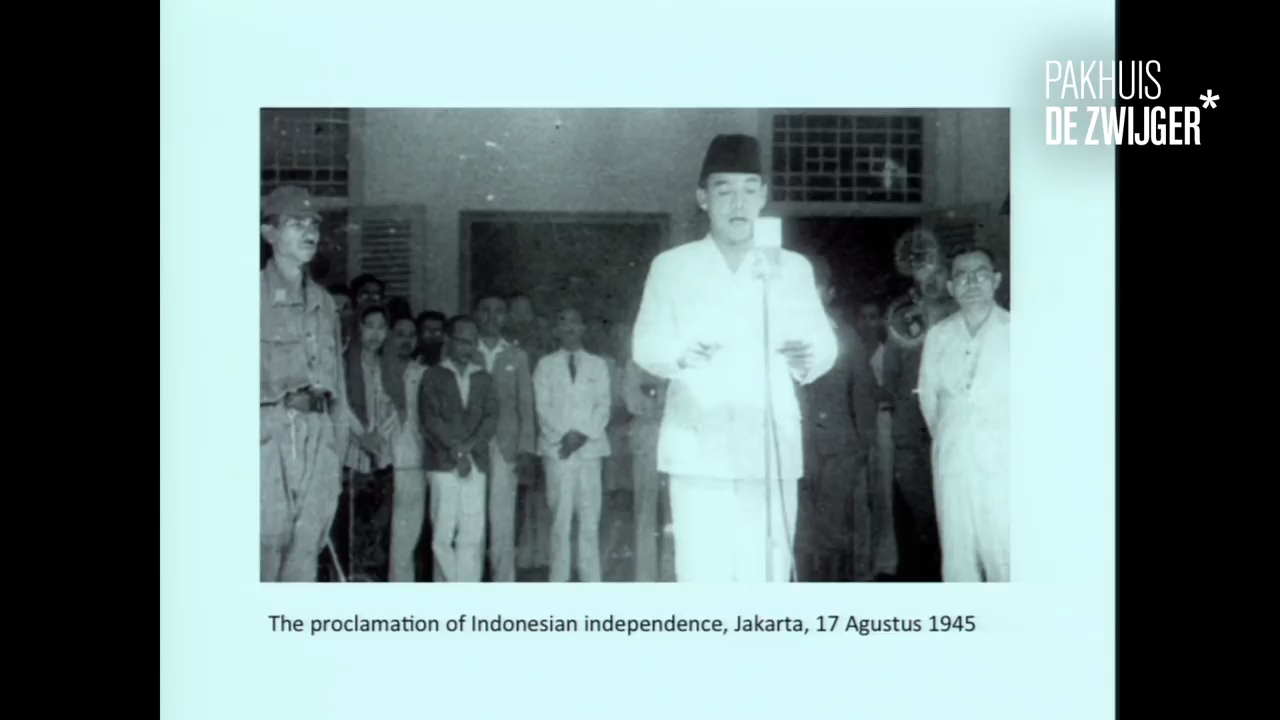 PAKHUIS
DE ZWIJGER*
The proclamation of Indonesian independence, Jakarta, 17 Agustus 1945